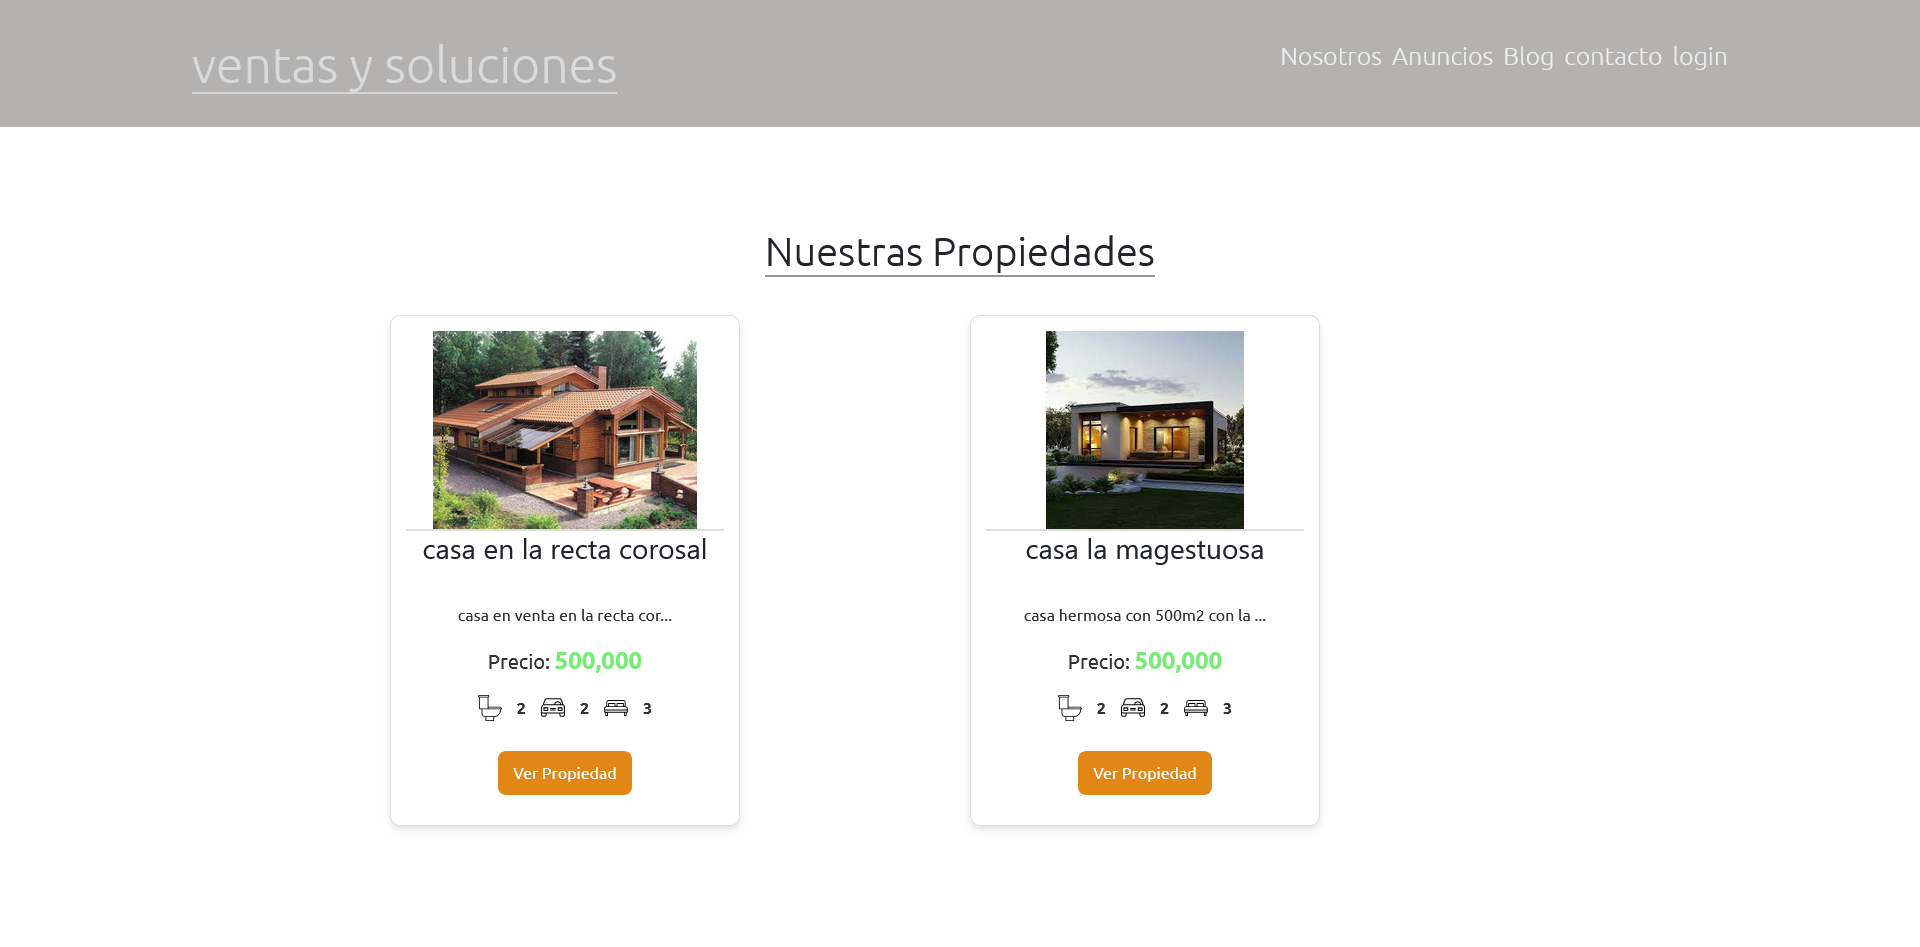 ventas y soluciones
Nosotros Anuncios Blog contacto login
Nuestras Propiedades
casa en la recta corosal
casa en venta en la recta cor...
Precio: 500,000
2 2 3
Ver Propiedad
casa la magestuosa
casa hermosa con 500m2 con la ...
Precio: 500,000
2 2 3
Ver Propiedad